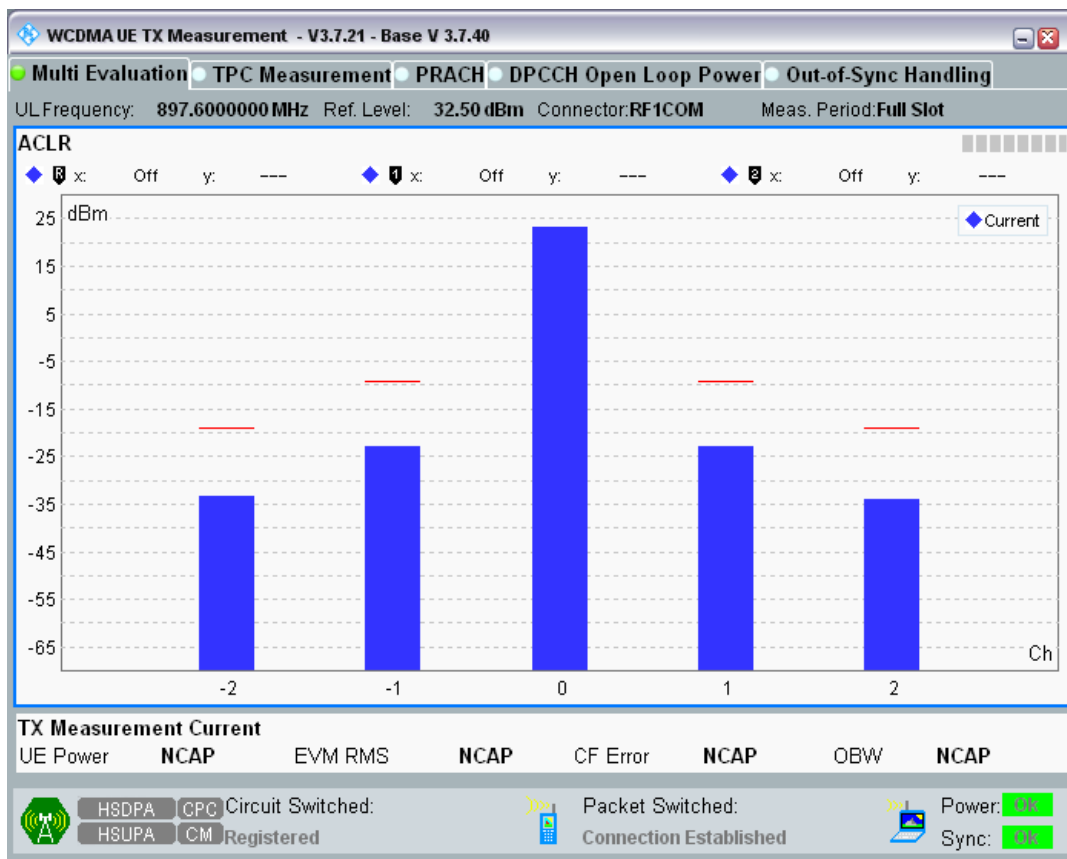 WCDMA UE TX Measurement - V3.7.21 - Base V 3.7.40
Multi Evaluation TPC Measurement PRACH DPCCH Open Loop Power Out-of-Sync Handling
UL Frequency: 897.6000000 MHz Ref. Level: 32.50 dBm Connector:RF1COM Meas. Period:Full Slot
ACLR
R x: Off y: --- 1 x: Off y: --- 2 x: Off y: ---
dBm
Current
25
15
5
-5
-15
-25
-35
-45
-55
-65
Ch
-2 -1 0 1 2
TX Measurement Current
UE Power NCAP EVM RMS NCAP CF Error NCAP OBW NCAP
HSDPA CPC Circuit Switched: Packet Switched: Power: OK
HSUPA CM Registered Connection Established Sync: OK